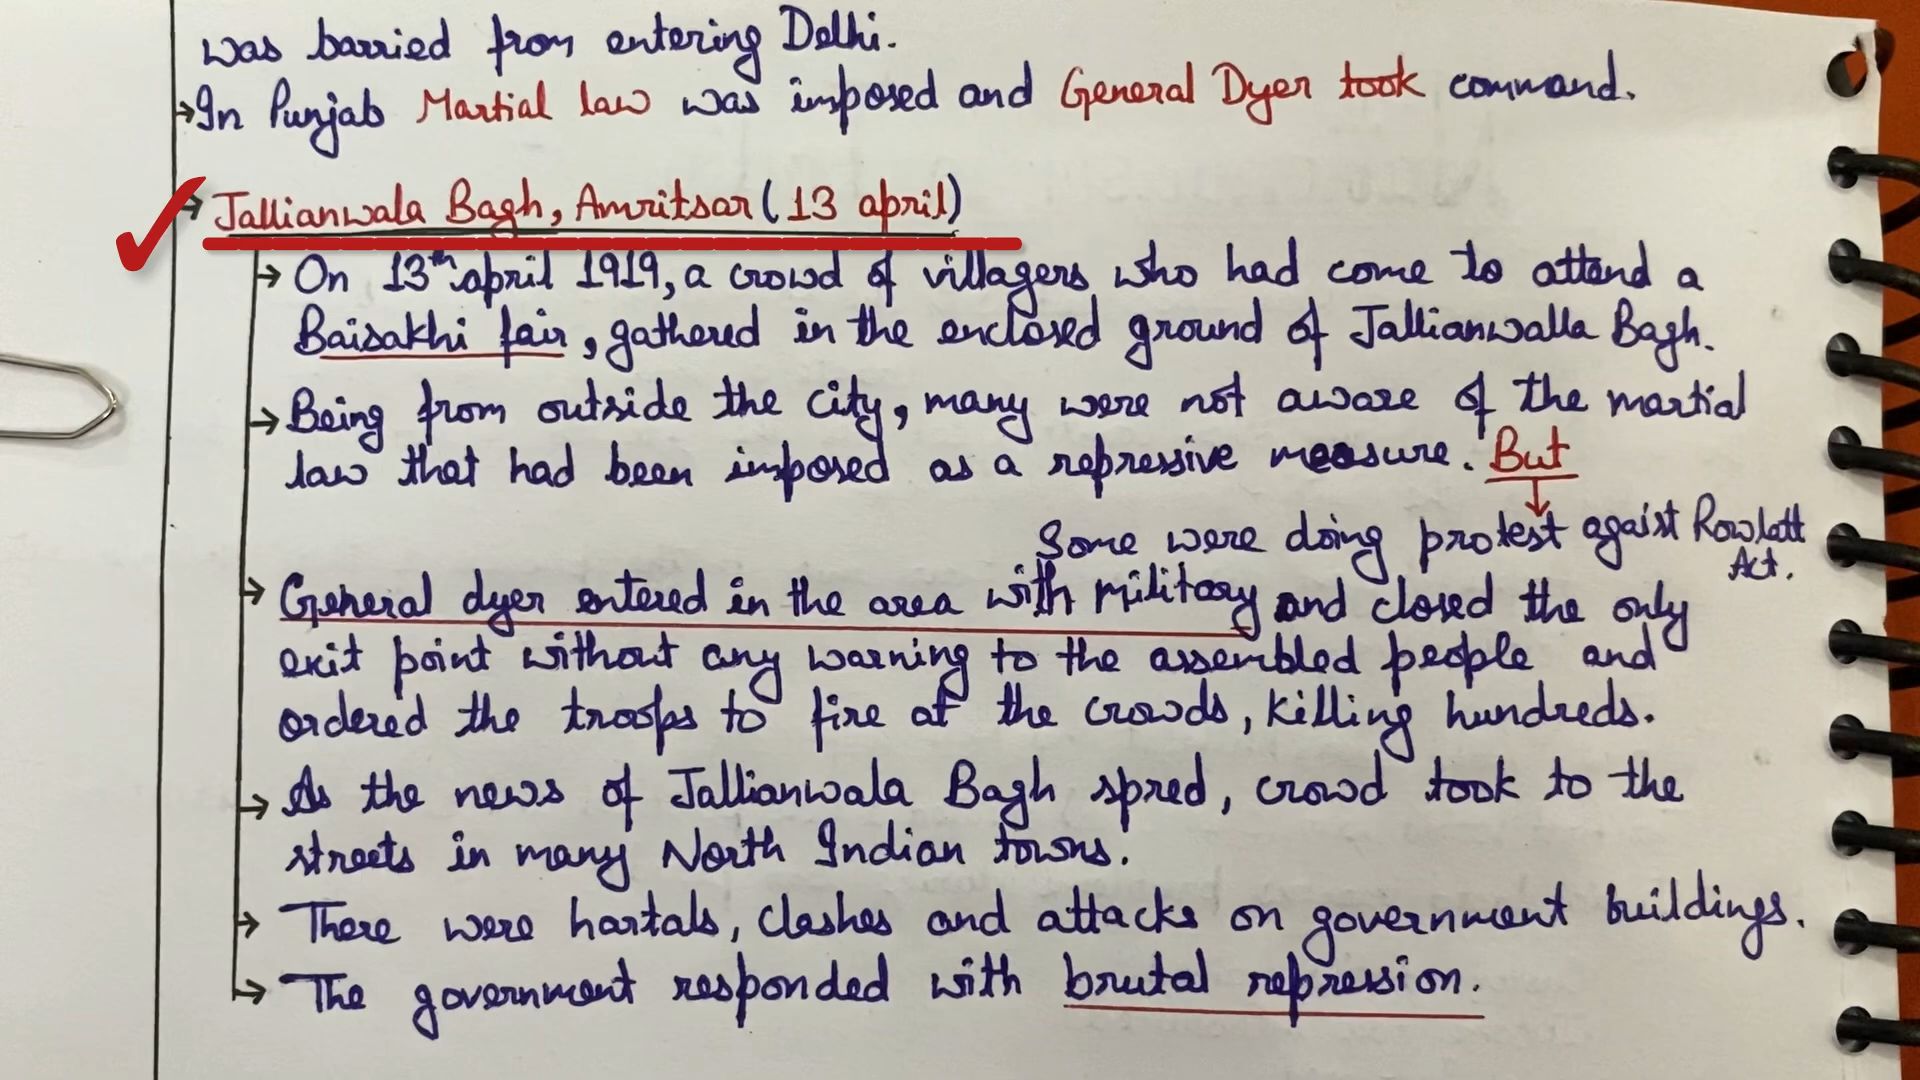 was barried from entering Delhi.
→In Punjab Martial law was imposed and General Dyer took command.
→ Jallianwala Bagh, Amritsar (13 april)
→ On 13th april 1919, a crowd of villagers who had come to attend a
Baisakhi fair, gathered in the enclosed ground of Jallianwalla Bagh.
→ Being from outside the city, many were not aware of the martial
law that had been imposed as a repressive measure. But
↓
Some were doing protest agaist Rowlatt
Act.
→ General dyer entered in the area with military and closed the only
exit point without any warning to the assembled people and
ordered the troops to fire at the crowds, killing hundreds.
→ As the news of Jallianwala Bagh spred, crowd took to the
streets in many North Indian towns.
→ There were hartals, clashes and attacks on government buildings.
→ The government responded with brutal repression.